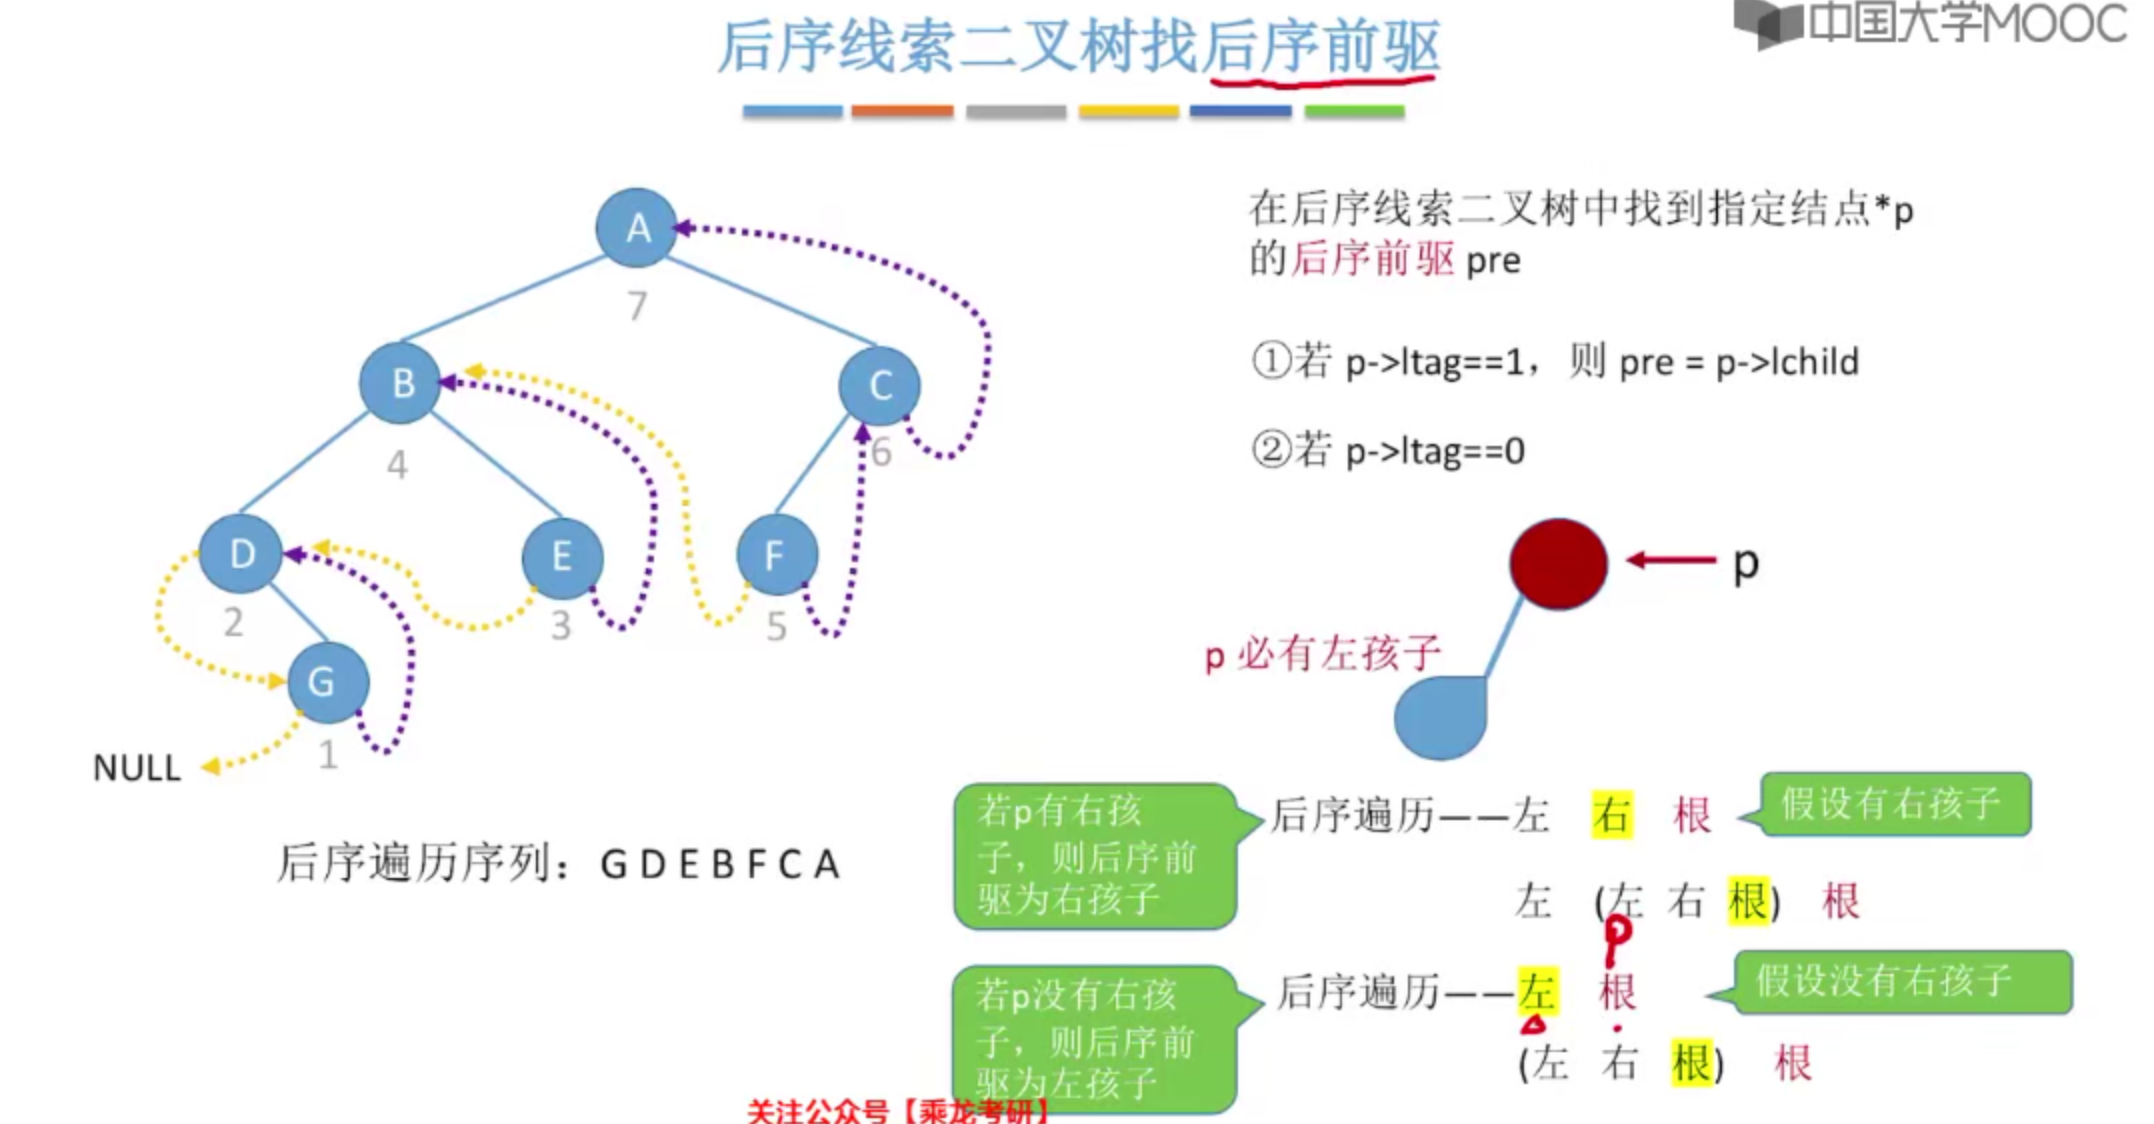 后序线索二叉树找后序前驱
中国大学MOOC
在后序线索二叉树中找到指定结点*p
的后序前驱 pre
①若 p->ltag==1，则 pre = p->lchild
②若 p->ltag==0
A
7
B
4
C
6
D
2
E
3
F
5
G
1
NULL
p
p 必有左孩子
后序遍历序列：G D E B F C A
若p有右孩
子，则后序前
驱为右孩子
后序遍历——左 右 根
假设有右孩子
左 (左 右 根) 根
p
若p没有右孩
子，则后序前
驱为左孩子
后序遍历——左 根
假设没有右孩子
(左 右 根) 根
关注公众号【乘龙考研】